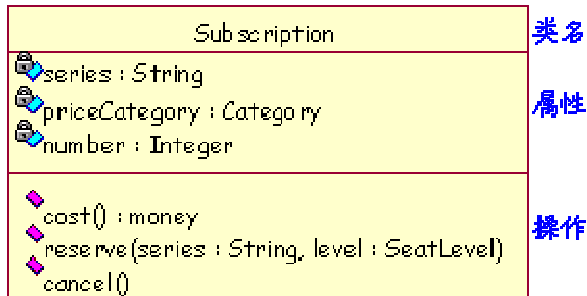 Subscription
类名
series : String
priceCategory : Category
属性
number : Integer
cost() : money
操作
reserve(series : String, level : SeatLevel)
cancel()